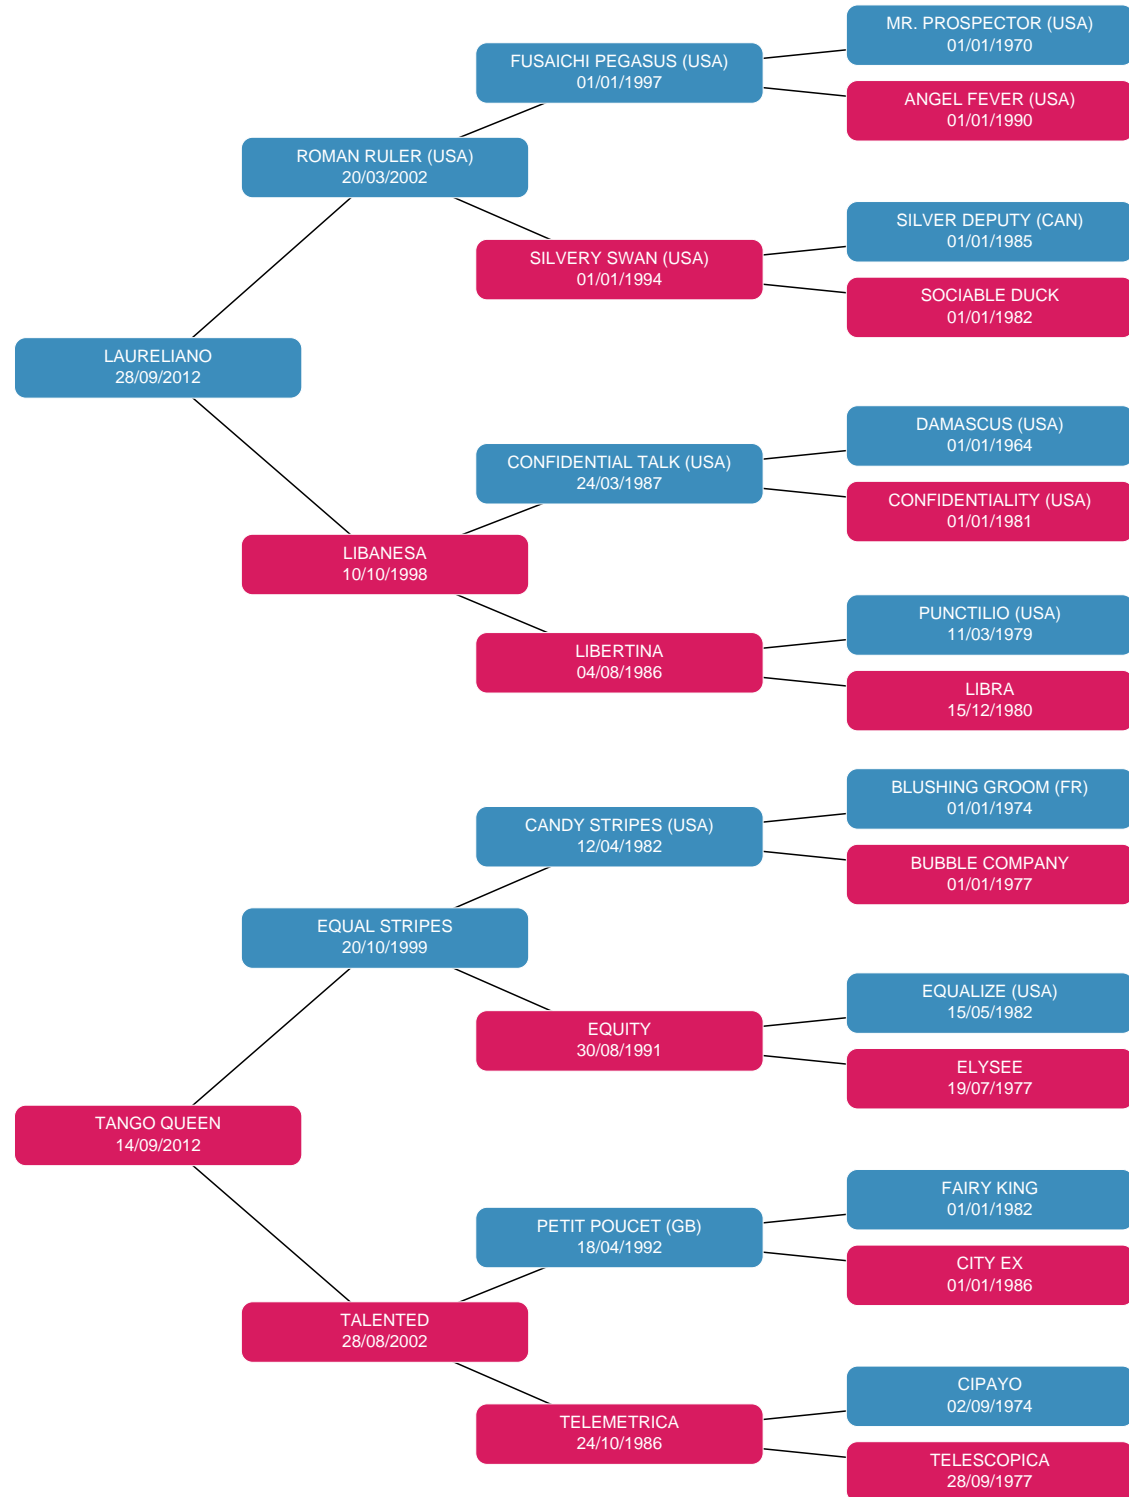 MR. PROSPECTOR (USA)
01/01/1970
FUSAICHI PEGASUS (USA)
01/01/1997
ANGEL FEVER (USA)
01/01/1990
ROMAN RULER (USA)
20/03/2002
SILVER DEPUTY (CAN)
01/01/1985
SILVERY SWAN (USA)
01/01/1994
SOCIABLE DUCK
01/01/1982
LAURELIANO
28/09/2012
DAMASCUS (USA)
01/01/1964
CONFIDENTIAL TALK (USA)
24/03/1987
CONFIDENTIALITY (USA)
01/01/1981
LIBANESA
10/10/1998
PUNCTILIO (USA)
11/03/1979
LIBERTINA
04/08/1986
LIBRA
15/12/1980
BLUSHING GROOM (FR)
01/01/1974
CANDY STRIPES (USA)
12/04/1982
BUBBLE COMPANY
01/01/1977
EQUAL STRIPES
20/10/1999
EQUALIZE (USA)
15/05/1982
EQUITY
30/08/1991
ELYSEE
19/07/1977
TANGO QUEEN
14/09/2012
FAIRY KING
01/01/1982
PETIT POUCET (GB)
18/04/1992
CITY EX
01/01/1986
TALENTED
28/08/2002
CIPAYO
02/09/1974
TELEMETRICA
24/10/1986
TELESCOPICA
28/09/1977